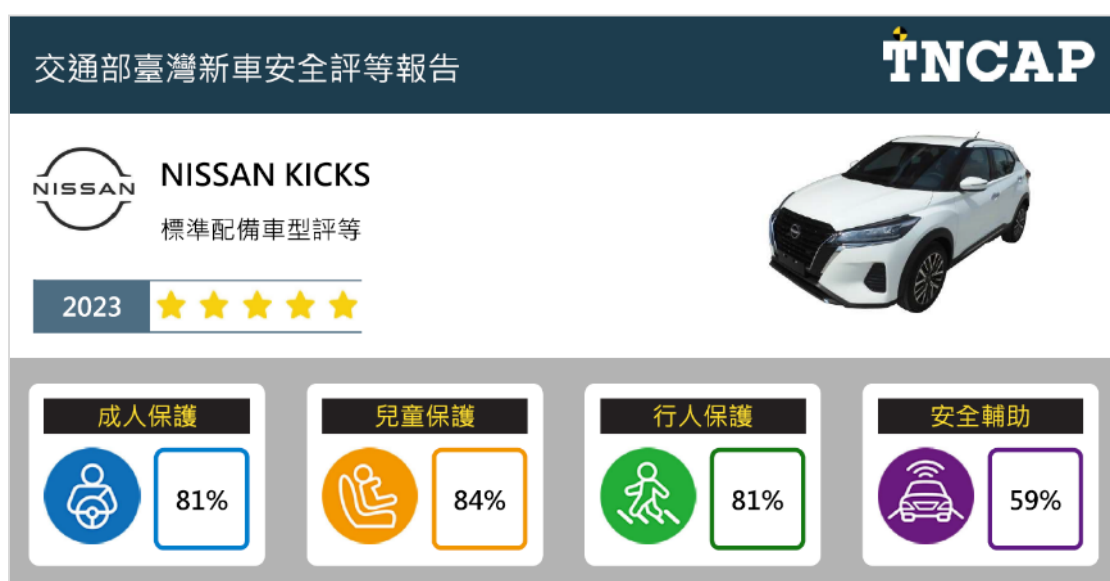 交通部臺灣新車安全評等報告
TNCAP
NISSAN
NISSAN KICKS
標準配備車型評等
2023
成人保護
兒童保護
行人保護
安全輔助
81%
84%
81%
59%